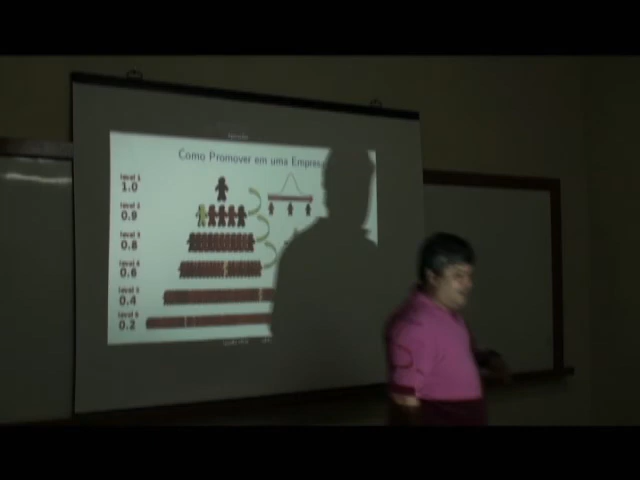 Como Promover em uma Empresa
level 1
1.0
level 2
0.9
level 3
0.8
level 4
0.6
level 5
0.4
level 6
0.2